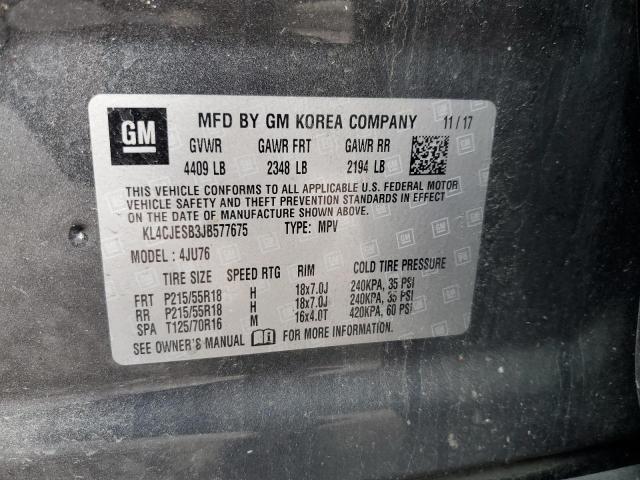 GM MFD BY GM KOREA COMPANY 11/17
GVWR GAWR FRT GAWR RR
4409 LB 2348 LB 2194 LB
THIS VEHICLE CONFORMS TO ALL APPLICABLE U.S. FEDERAL MOTOR
VEHICLE SAFETY AND THEFT PREVENTION STANDARDS IN EFFECT
ON THE DATE OF MANUFACTURE SHOWN ABOVE.
KL4CJESB3JB577675 TYPE: MPV
MODEL: 4JU76
TIRE SIZE SPEED RTG RIM COLD TIRE PRESSURE
FRT P215/55R18 H 18x7.0J 240KPA, 35 PSI
RR P215/55R18 H 18x7.0J 240KPA, 35 PSI
SPA T125/70R16 M 16x4.0T 420KPA, 60 PSI
SEE OWNER'S MANUAL FOR MORE INFORMATION